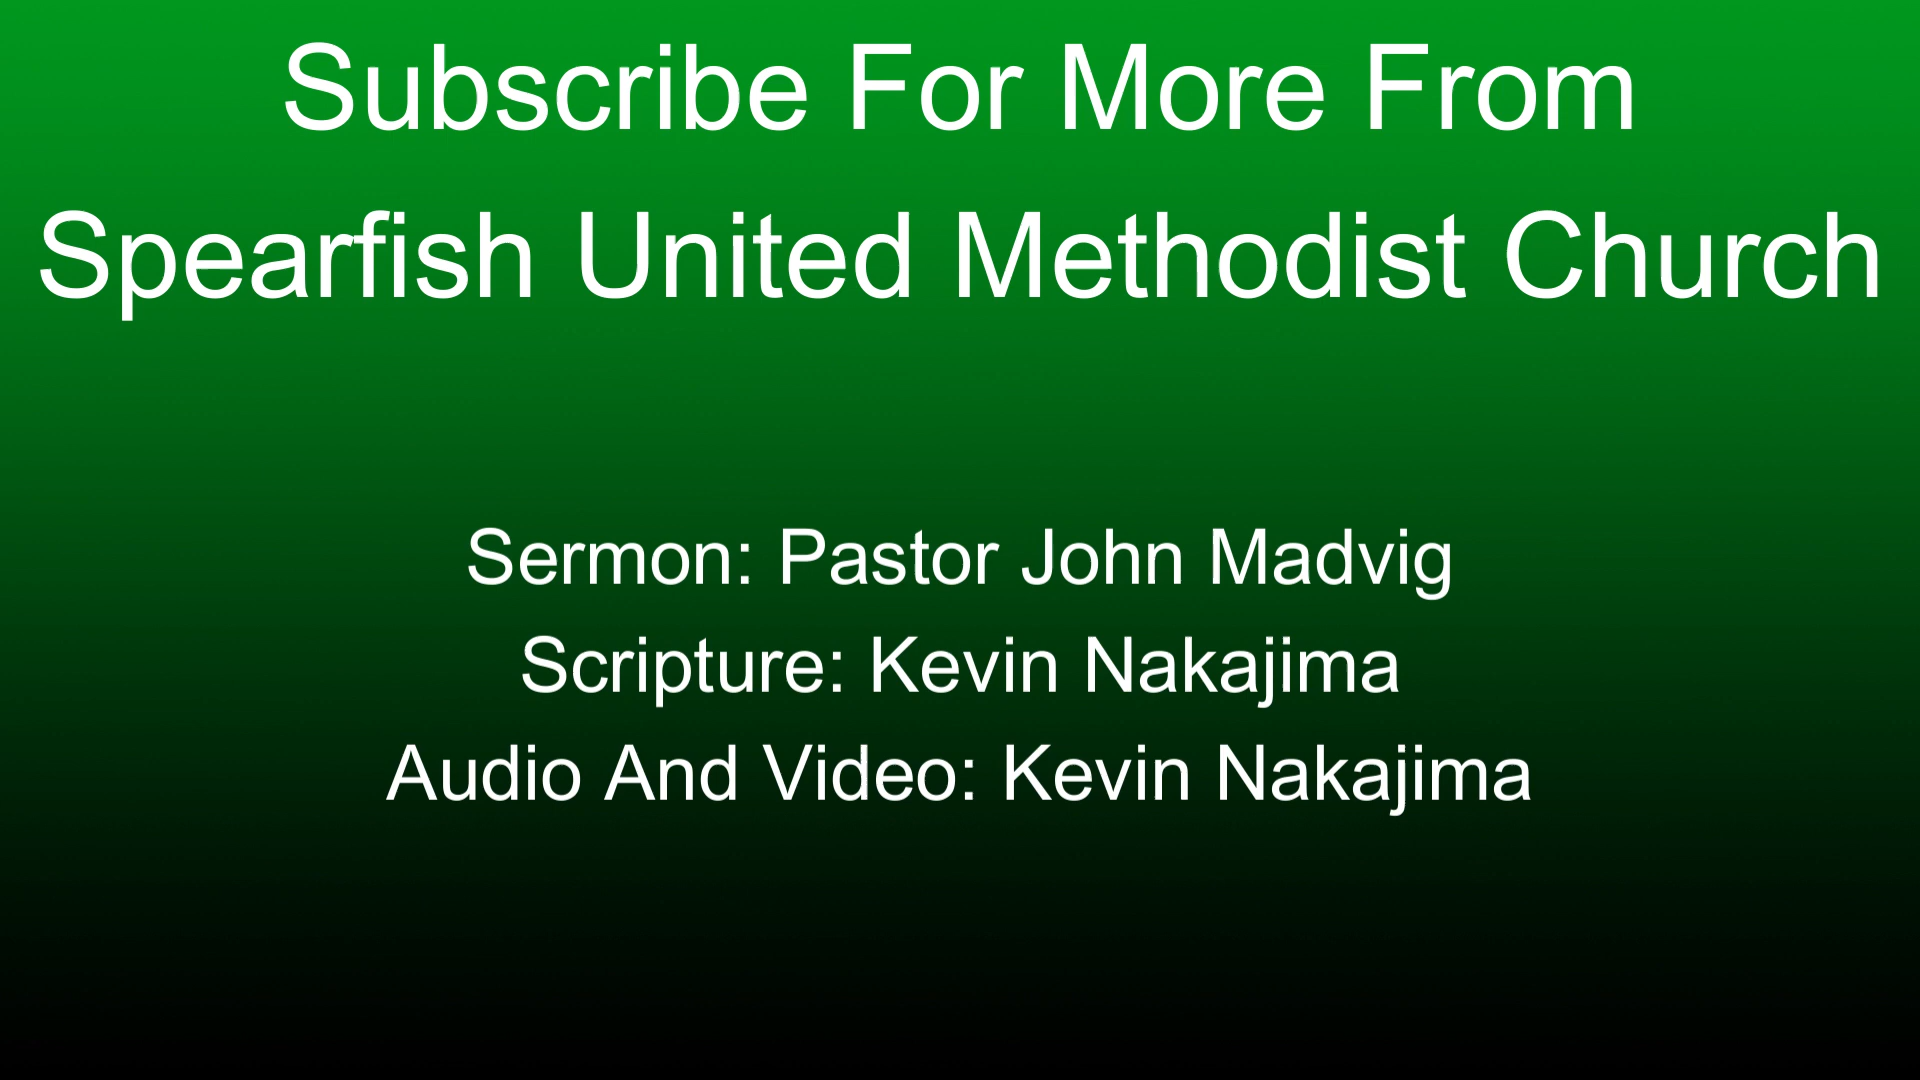 Subscribe For More From
Spearfish United Methodist Church
Sermon: Pastor John Madvig
Scripture: Kevin Nakajima
Audio And Video: Kevin Nakajima